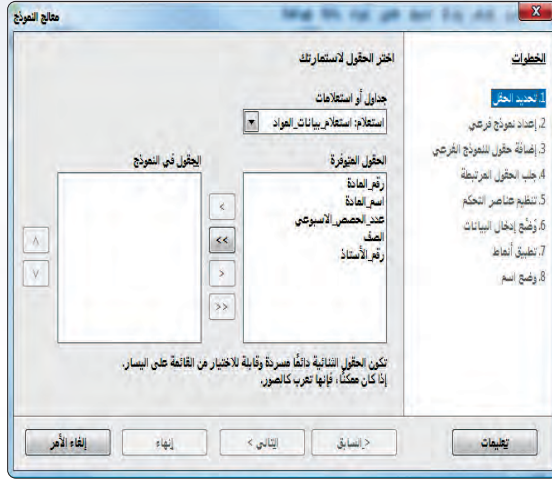 معالج النموذج
الخطوات
1. تحديد الحقل
2. إعداد نموذج فرعي
3. إضافة حقول للنموذج الفرعي
4. جلب الحقول المرتبطة
5. تنظيم عناصر التحكم
6. وَضْع إدخال البيانات
7. تطبيق أنماط
8. وضع اسم
اختر الحقول لاستمارتك
جداول أو استعلامات
استعلام: استعلام_بيانات_المواد
الحقول المتوفرة
رقم_المادة
اسم_المادة
عدد_الحصص_الاسبوعي
الصف
رقم_الأستاذ
>
>>
<
<<
الحقول في النموذج
تكون الحقول الثنائية دائمًا مسردة وقابلة للاختيار من القائمة على اليسار.
إذا كان ممكنًا، فإنها تعرب كالصور.
تعليمات
< السابق
التالي >
إنهاء
إلغاء الأمر